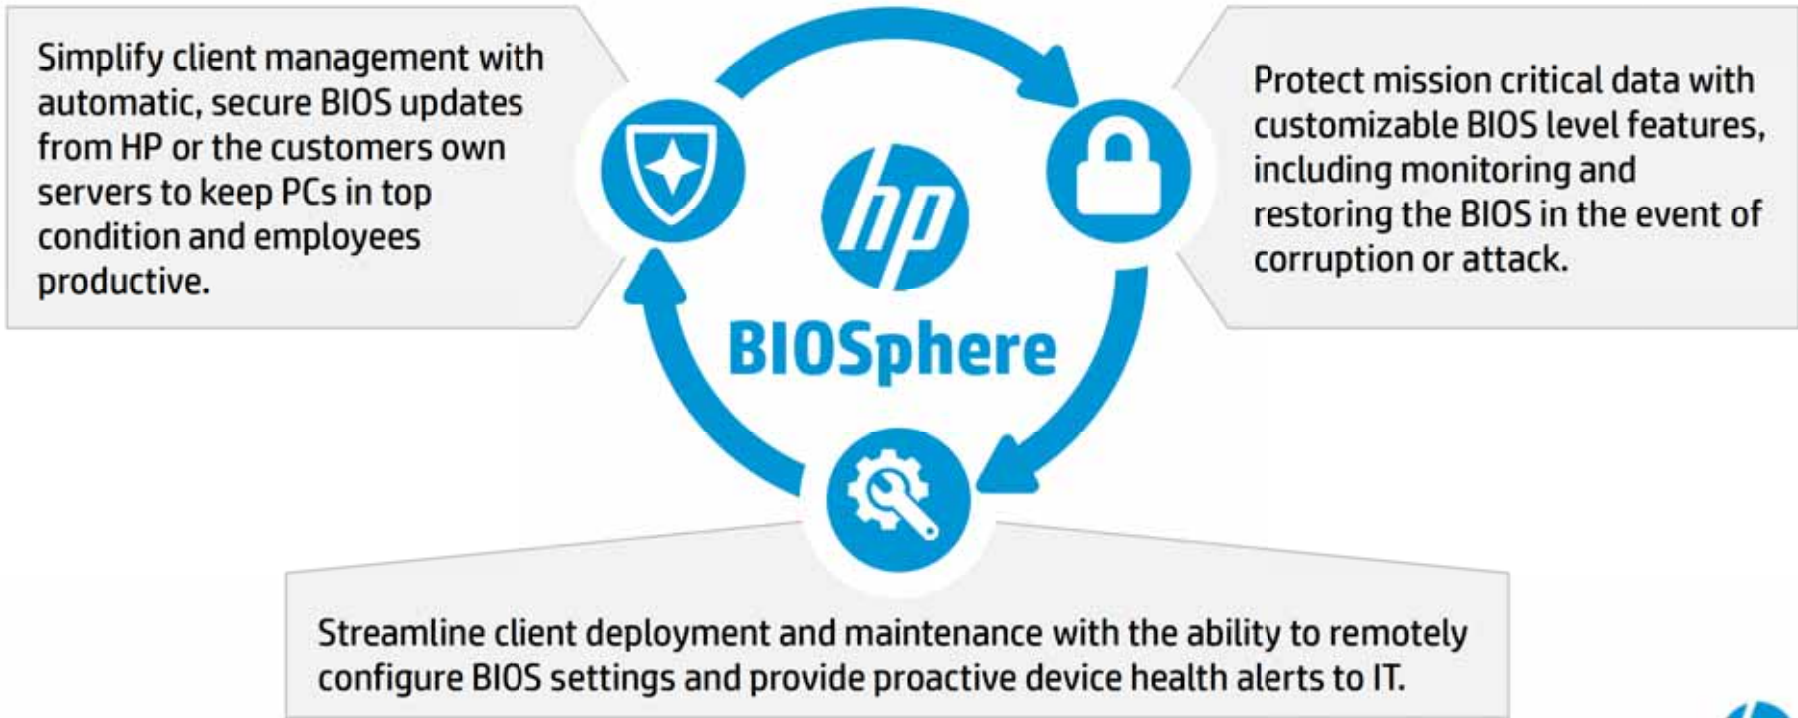 Simplify client management with
automatic, secure BIOS updates
from HP or the customers own
servers to keep PCs in top
condition and employees
productive.
Protect mission critical data with
customizable BIOS level features,
including monitoring and
restoring the BIOS in the event of
corruption or attack.
hp
BIOSphere
Streamline client deployment and maintenance with the ability to remotely
configure BIOS settings and provide proactive device health alerts to IT.